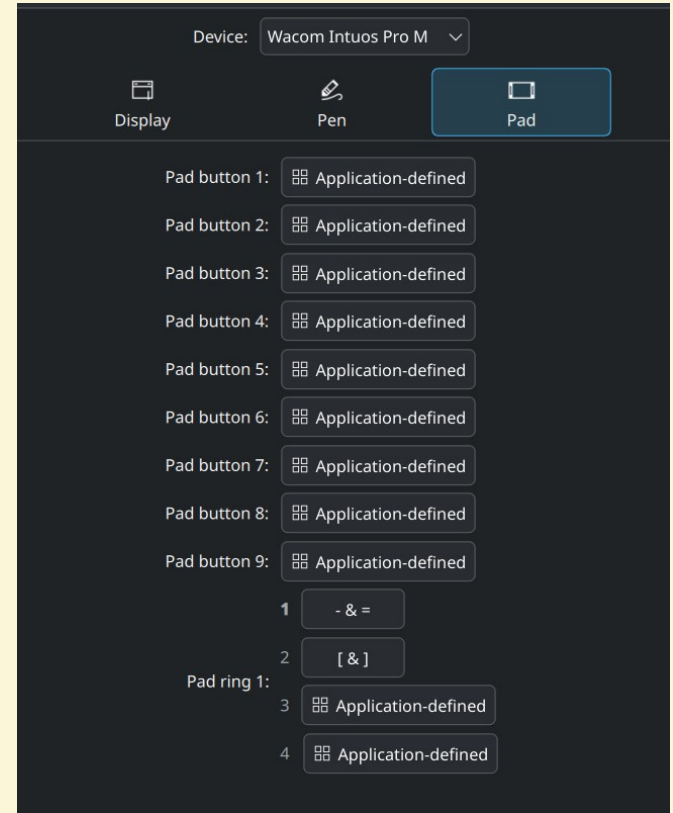 Device: Wacom Intuos Pro M
Display Pen Pad
Pad button 1: Application-defined
Pad button 2: Application-defined
Pad button 3: Application-defined
Pad button 4: Application-defined
Pad button 5: Application-defined
Pad button 6: Application-defined
Pad button 7: Application-defined
Pad button 8: Application-defined
Pad button 9: Application-defined
Pad ring 1:
1 - & =
2 [ & ]
3 Application-defined
4 Application-defined